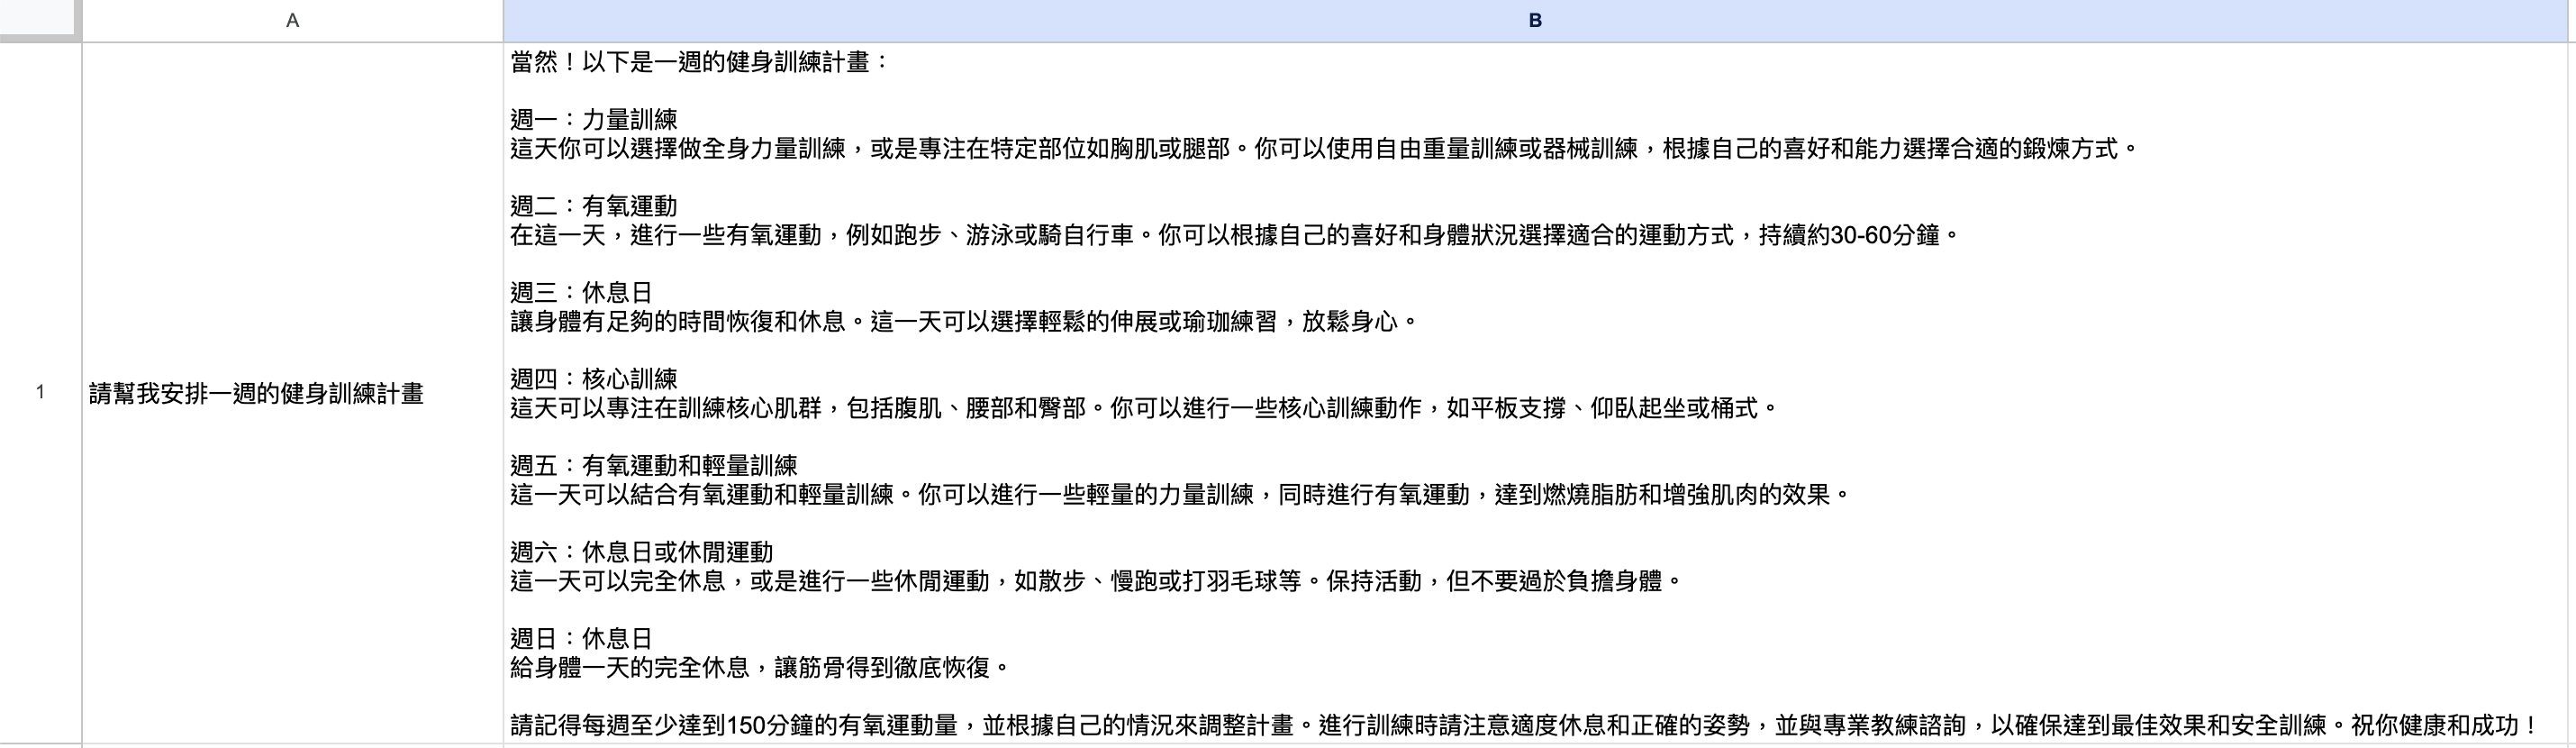 A
B
當然！以下是一週的健身訓練計畫：
週一：力量訓練
這天你可以選擇做全身力量訓練，或是專注在特定部位如胸肌或腿部。你可以使用自由重量訓練或器械訓練，根據自己的喜好和能力選擇合適的鍛煉方式。
週二：有氧運動
在這一天，進行一些有氧運動，例如跑步、游泳或騎自行車。你可以根據自己的喜好和身體狀況選擇適合的運動方式，持續約30-60分鐘。
週三：休息日
讓身體有足夠的時間恢復和休息。這一天可以選擇輕鬆的伸展或瑜珈練習，放鬆身心。
週四：核心訓練
1
請幫我安排一週的健身訓練計畫
這天可以專注在訓練核心肌群，包括腹肌、腰部和臀部。你可以進行一些核心訓練動作，如平板支撐、仰臥起坐或桶式。
週五：有氧運動和輕量訓練
這一天可以結合有氧運動和輕量訓練。你可以進行一些輕量的力量訓練，同時進行有氧運動，達到燃燒脂肪和增強肌肉的效果。
週六：休息日或休閒運動
這一天可以完全休息，或是進行一些休閒運動，如散步、慢跑或打羽毛球等。保持活動，但不要過於負擔身體。
週日：休息日
給身體一天的完全休息，讓筋骨得到徹底恢復。
請記得每週至少達到150分鐘的有氧運動量，並根據自己的情況來調整計畫。進行訓練時請注意適度休息和正確的姿勢，並與專業教練諮詢，以確保達到最佳效果和安全訓練。祝你健康和成功！